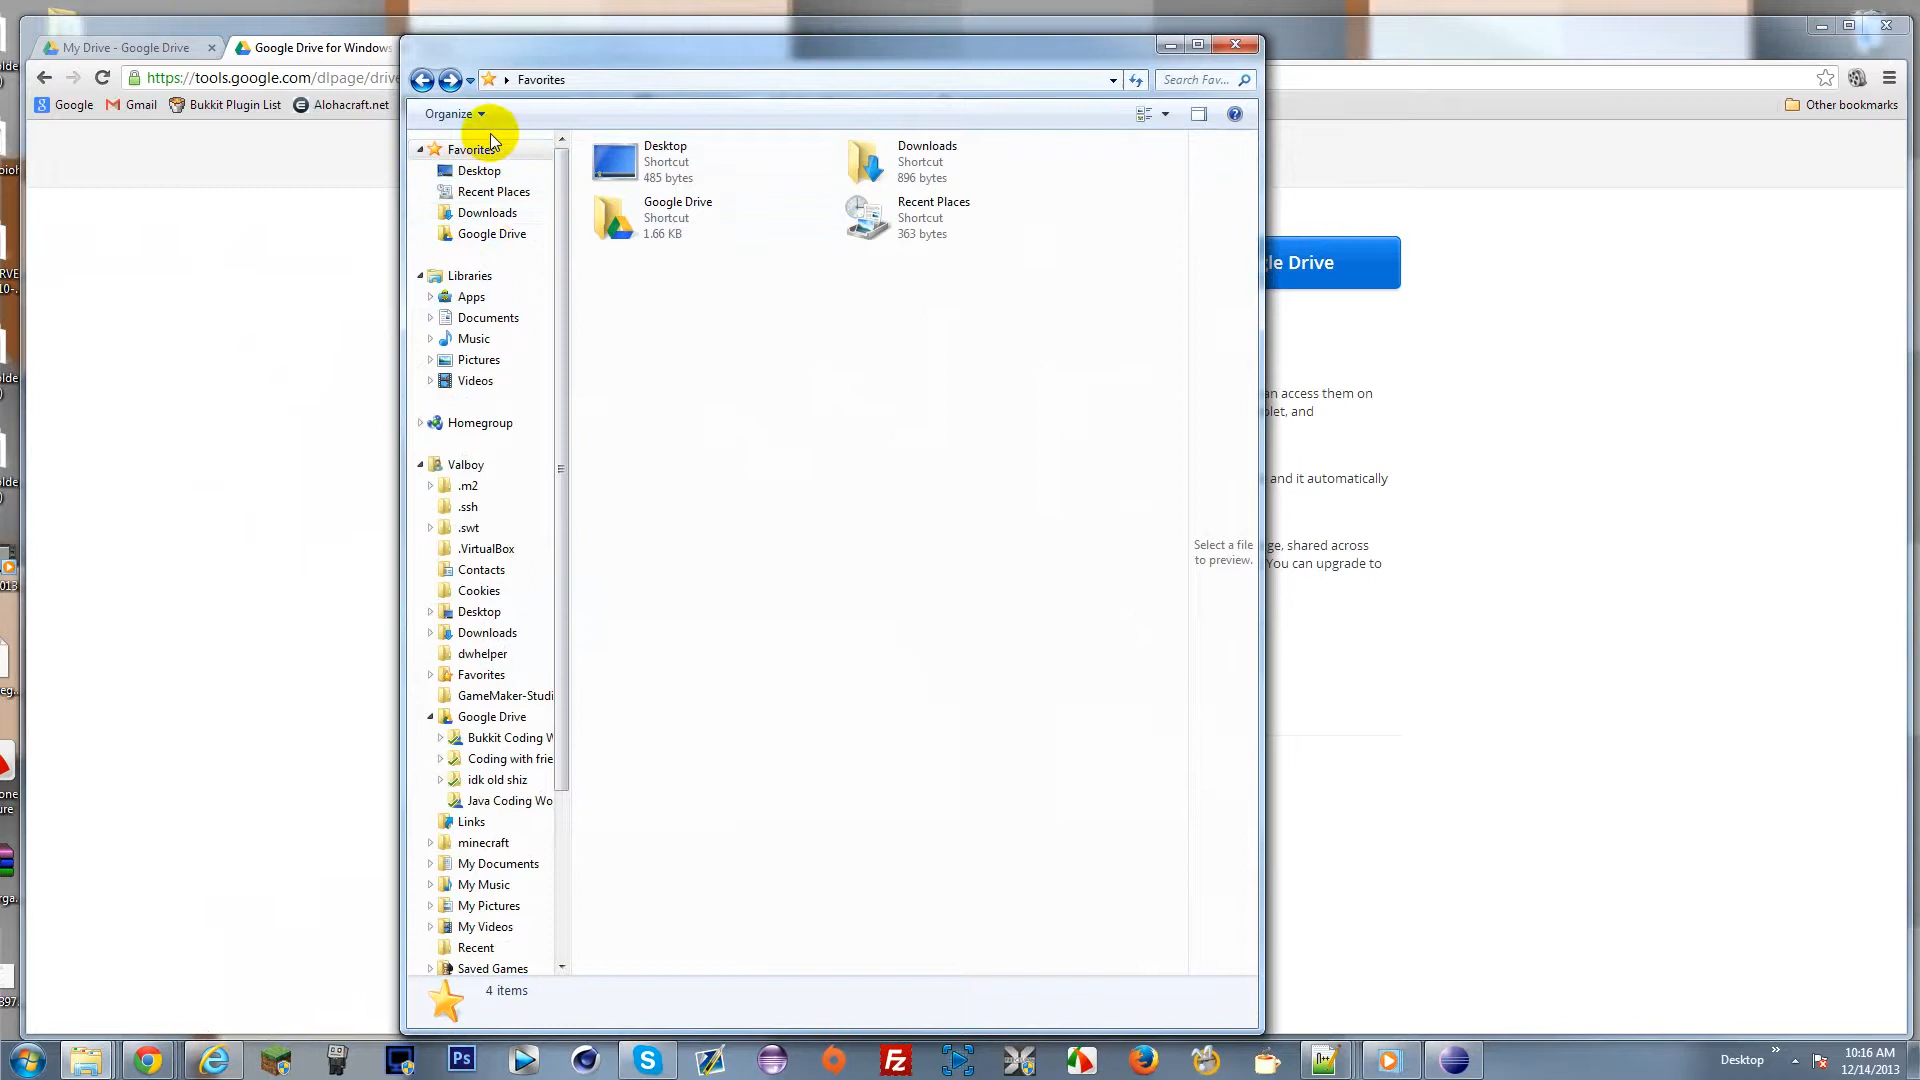 My Drive - Google Drive
Google Drive for Windows
https://tools.google.com/dlpage/drive
Google
Gmail
Bukkit Plugin List
Alohacraft.net
Other bookmarks
Favorites
Search Fav...
Organize
Favorites
Desktop
Recent Places
Downloads
Google Drive
Libraries
Apps
Documents
Music
Pictures
Videos
Homegroup
Valboy
.m2
.ssh
.swt
.VirtualBox
Contacts
Cookies
Desktop
Downloads
dwhelper
Favorites
GameMaker-Studi
Google Drive
Bukkit Coding W
Coding with frie
idk old shiz
Java Coding Wo
Links
minecraft
My Documents
My Music
My Pictures
My Videos
Recent
Saved Games
Desktop
Shortcut
485 bytes
Downloads
Shortcut
896 bytes
Google Drive
Shortcut
1.66 KB
Recent Places
Shortcut
363 bytes
Select a file
to preview.
4 items
gle Drive
an access them on
blet, and
and it automatically
ge, shared across
You can upgrade to
Ps
Fz
Desktop
10:16 AM
12/14/2013